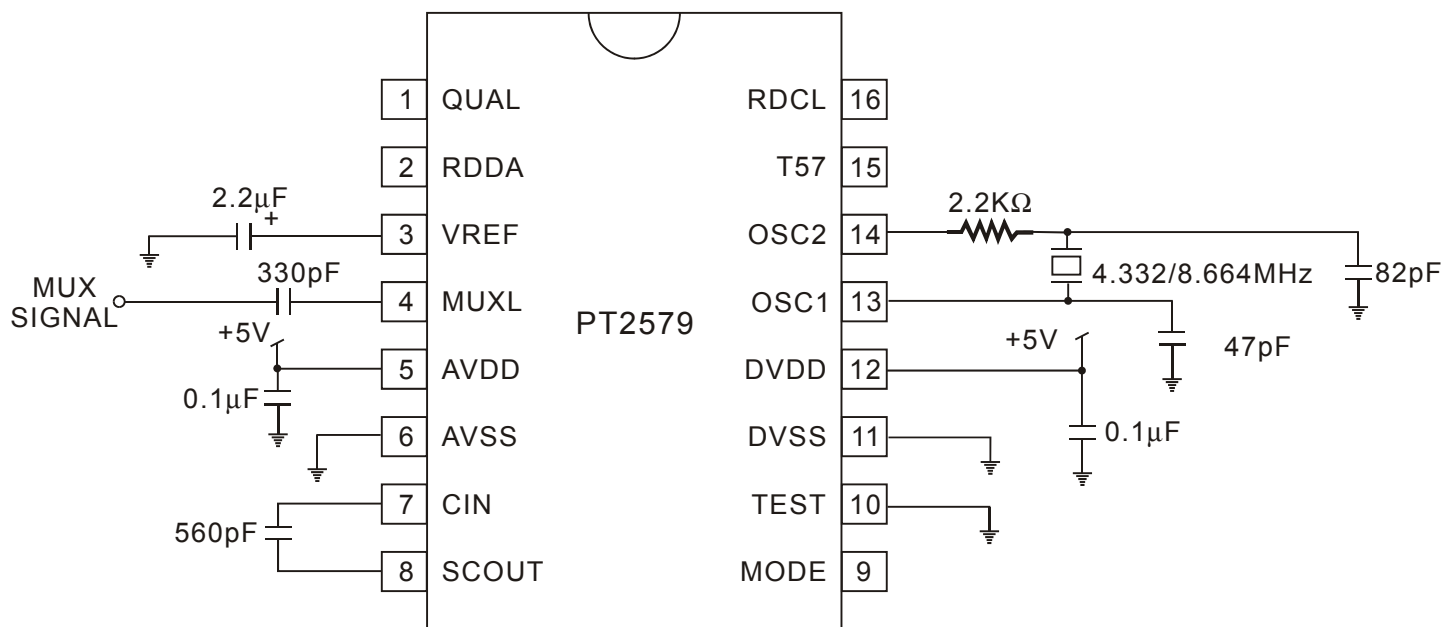 1 QUAL
RDCL 16
2 RDDA
T57 15
2.2μF
+
3 VREF
OSC2 14
2.2KΩ
330pF
MUX
SIGNAL
4 MUXL
PT2579
OSC1 13
4.332/8.664MHz
82pF
+5V
5 AVDD
DVDD 12
+5V
47pF
0.1μF
6 AVSS
DVSS 11
0.1μF
7 CIN
TEST 10
560pF
8 SCOUT
MODE 9